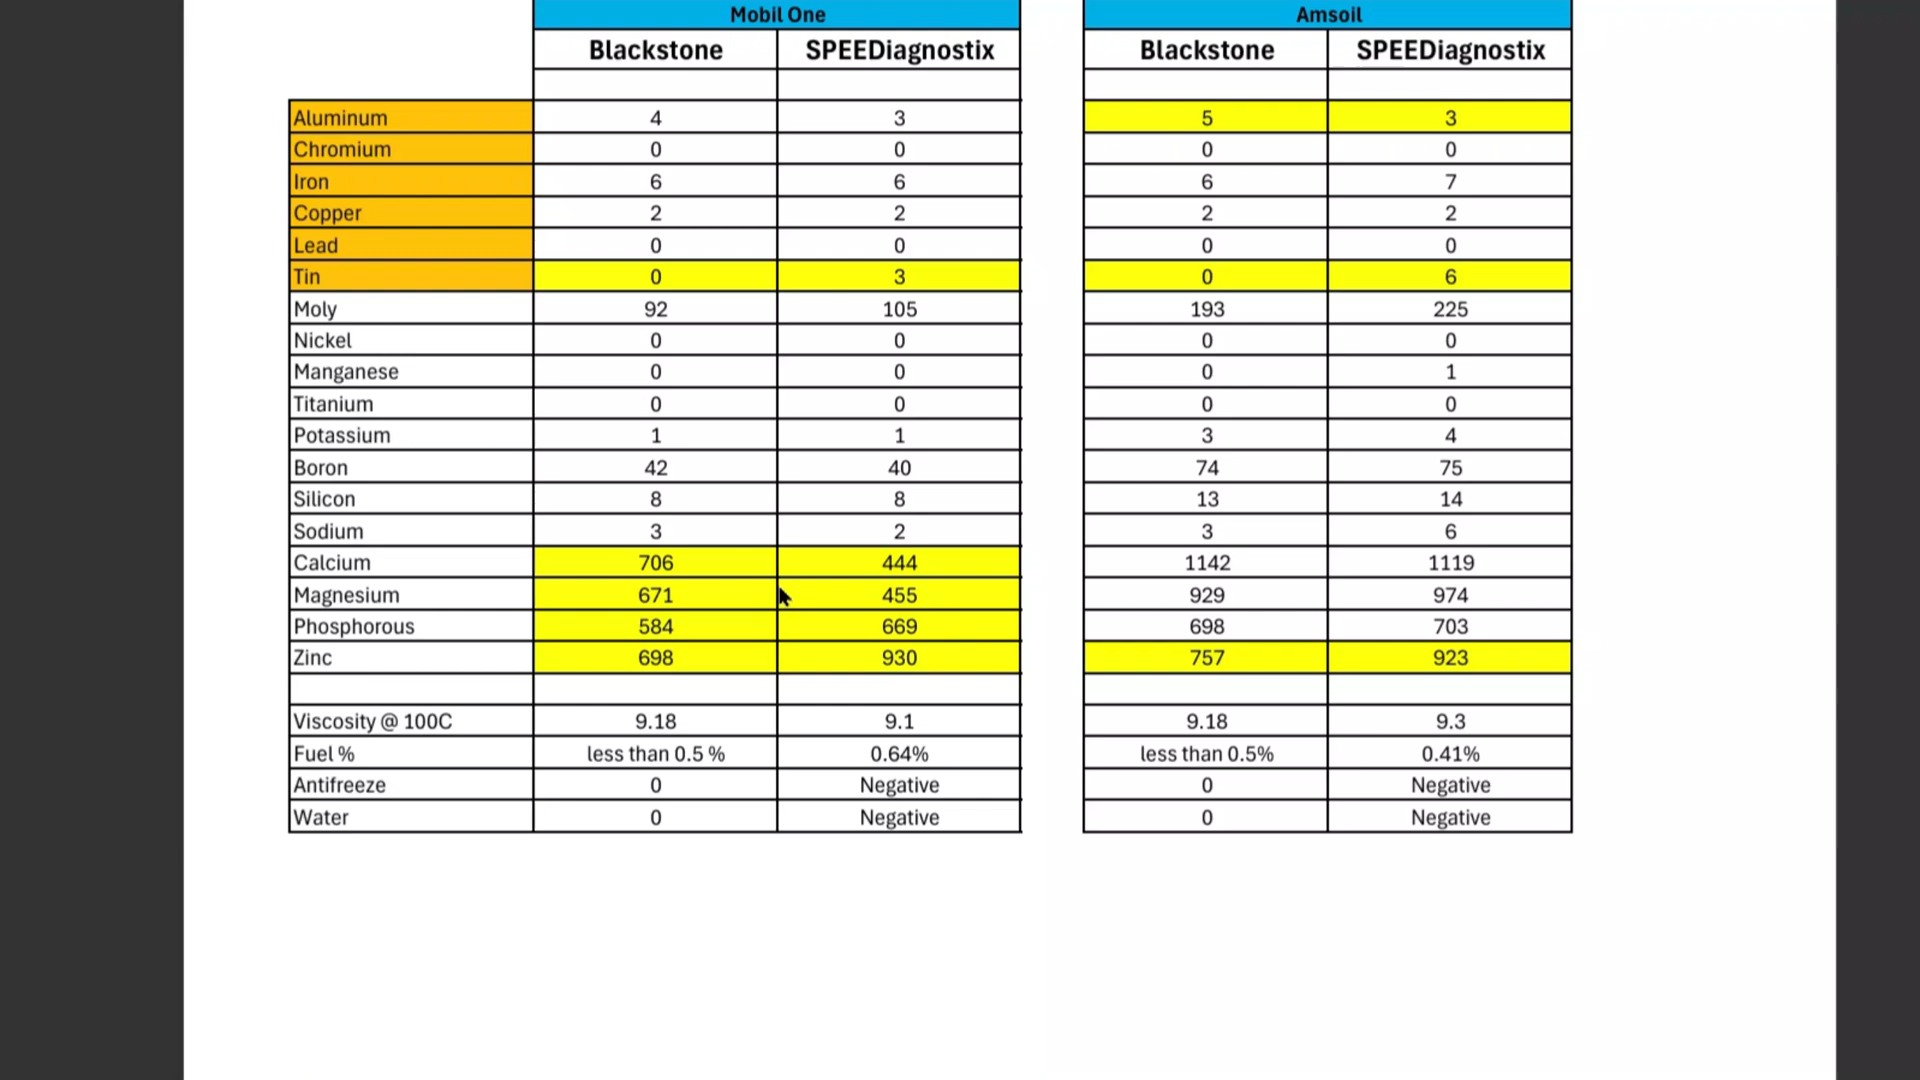 Mobil One Amsoil
Blackstone SPEEDiagnostix Blackstone SPEEDiagnostix
Aluminum 4 3 5 3
Chromium 0 0 0 0
Iron 6 6 6 7
Copper 2 2 2 2
Lead 0 0 0 0
Tin 0 3 0 6
Moly 92 105 193 225
Nickel 0 0 0 0
Manganese 0 0 0 1
Titanium 0 0 0 0
Potassium 1 1 3 4
Boron 42 40 74 75
Silicon 8 8 13 14
Sodium 3 2 3 6
Calcium 706 444 1142 1119
Magnesium 671 455 929 974
Phosphorous 584 669 698 703
Zinc 698 930 757 923
Viscosity @ 100C 9.18 9.1 9.18 9.3
Fuel % less than 0.5 % 0.64% less than 0.5% 0.41%
Antifreeze 0 Negative 0 Negative
Water 0 Negative 0 Negative